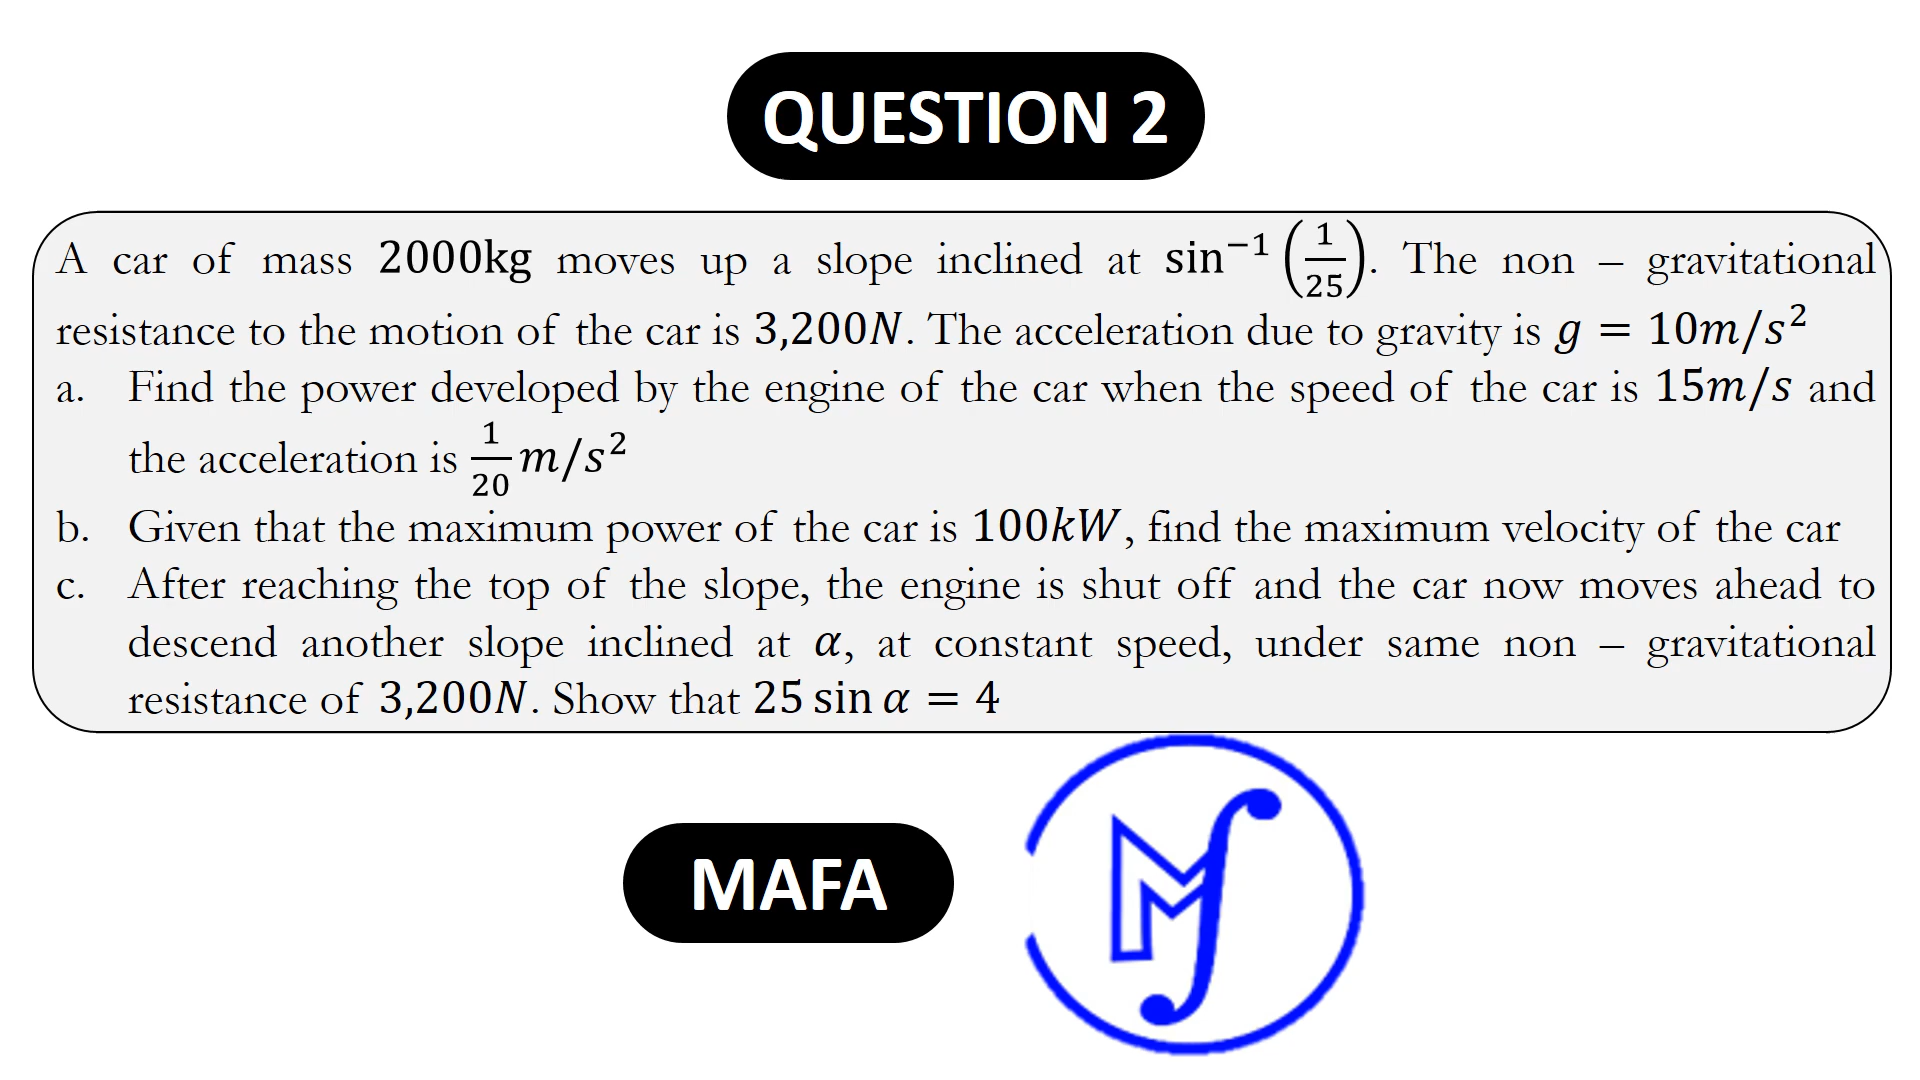 QUESTION 2
A car of mass 2000kg moves up a slope inclined at sin⁻¹(1/25). The non – gravitational
resistance to the motion of the car is 3,200N. The acceleration due to gravity is g = 10m/s²
a. Find the power developed by the engine of the car when the speed of the car is 15m/s and
the acceleration is 1/20 m/s²
b. Given that the maximum power of the car is 100kW, find the maximum velocity of the car
c. After reaching the top of the slope, the engine is shut off and the car now moves ahead to
descend another slope inclined at α, at constant speed, under same non – gravitational
resistance of 3,200N. Show that 25 sin α = 4
MAFA